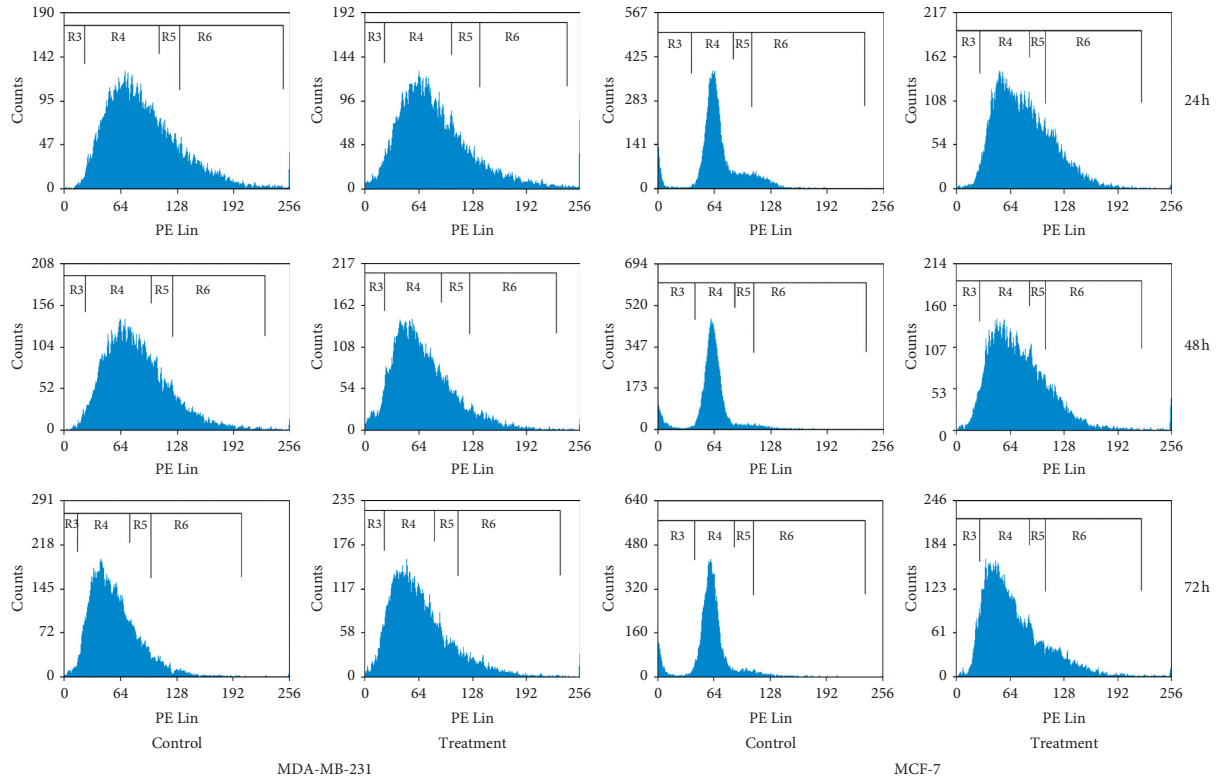 190
142
95
47
0
Counts
R3
R4
R5
R6
0 64 128 192 256
PE Lin
192
144
96
48
0
Counts
R3
R4
R5
R6
0 64 128 192 256
PE Lin
567
425
283
141
0
Counts
R3
R4
R5
R6
0 64 128 192 256
PE Lin
217
162
108
54
0
Counts
R3
R4
R5
R6
0 64 128 192 256
PE Lin
24 h
208
156
104
52
0
Counts
R3
R4
R5
R6
0 64 128 192 256
PE Lin
217
162
108
54
0
Counts
R3
R4
R5
R6
0 64 128 192 256
PE Lin
694
520
347
173
0
Counts
R3
R4
R5
R6
0 64 128 192 256
PE Lin
214
160
107
53
0
Counts
R3
R4
R5
R6
0 64 128 192 256
PE Lin
48 h
291
218
145
72
0
Counts
R3
R4
R5
R6
0 64 128 192 256
PE Lin
235
176
117
58
0
Counts
R3
R4
R5
R6
0 64 128 192 256
PE Lin
640
480
320
160
0
Counts
R3
R4
R5
R6
0 64 128 192 256
PE Lin
246
184
123
61
0
Counts
R3
R4
R5
R6
0 64 128 192 256
PE Lin
72 h
Control
Treatment
Control
Treatment
MDA-MB-231
MCF-7